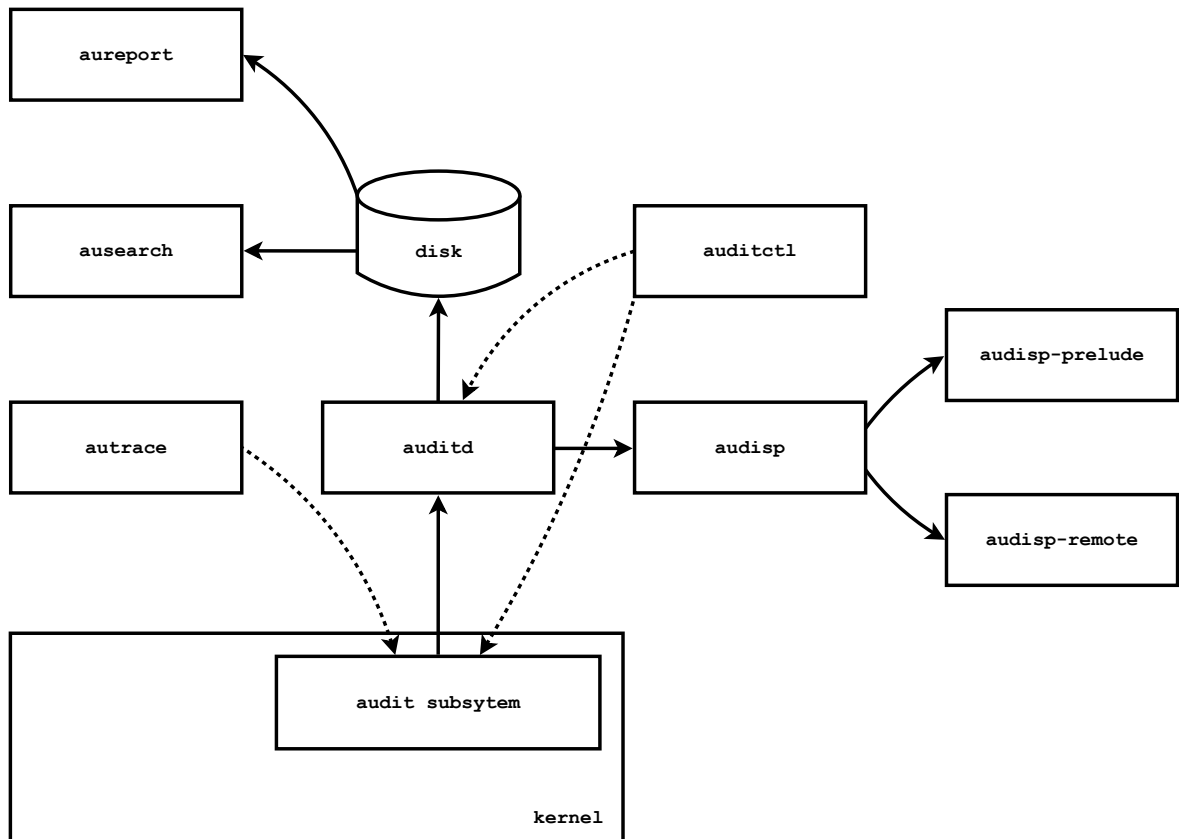 aureport
ausearch
disk
auditctl
audisp-prelude
autrace
auditd
audisp
audisp-remote
audit subsytem
kernel